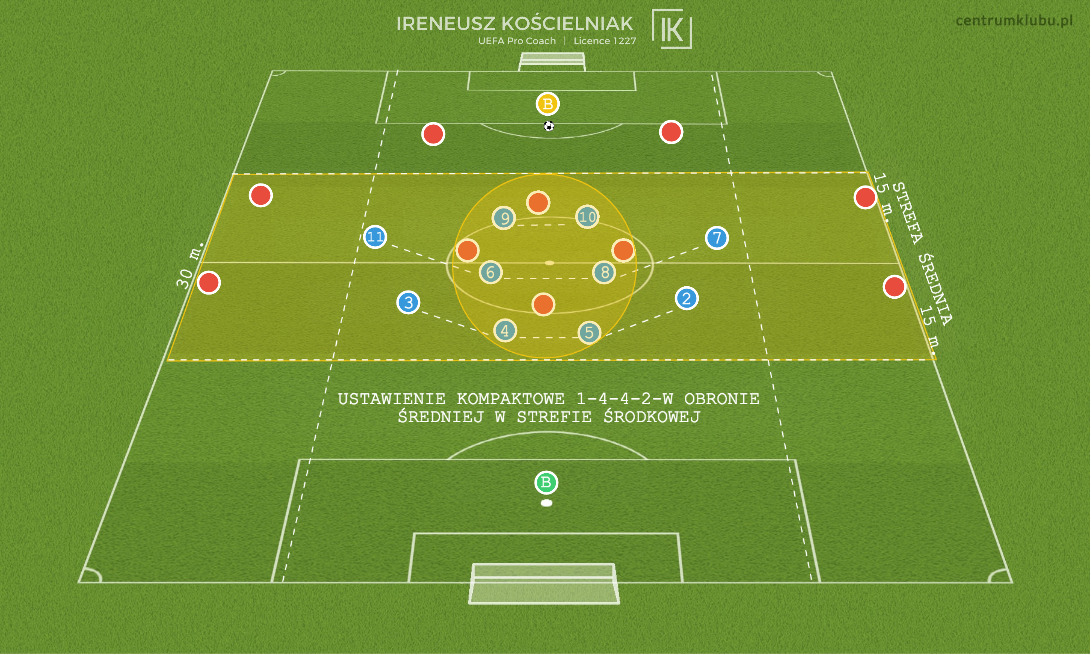 IRENEUSZ KOŚCIELNIAK
UEFA Pro Coach | Licence 1227
IK
centrumklubu.pl
B
9
10
11
7
6
8
3
2
4
5
30 m.
15 m.
STREFA ŚREDNIA
15 m.
USTAWIENIE KOMPAKTOWE 1-4-4-2-W OBRONIE
ŚREDNIEJ W STREFIE ŚRODKOWEJ
B